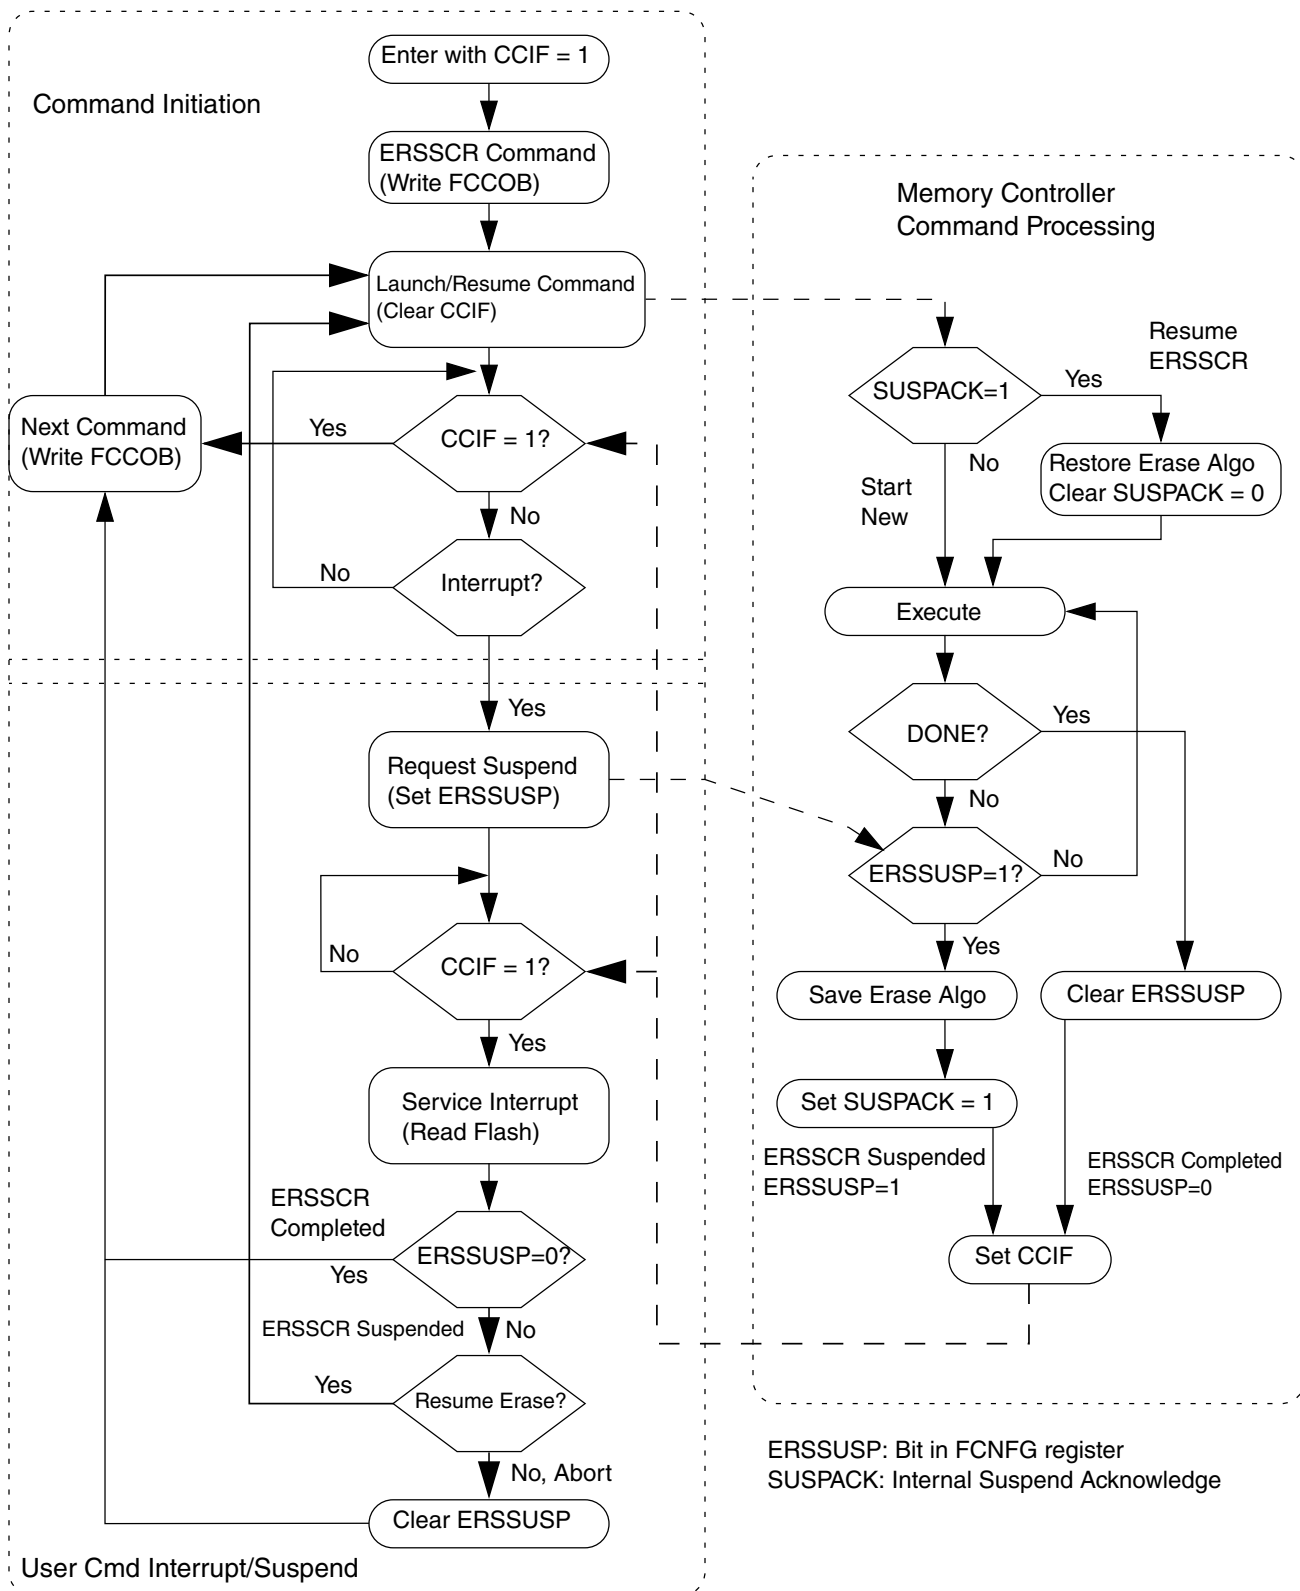 Enter with CCIF = 1
Command Initiation
ERSSCR Command
(Write FCCOB)
Launch/Resume Command
(Clear CCIF)
Next Command
(Write FCCOB)
Yes
CCIF = 1?
No
No
Interrupt?
Yes
Request Suspend
(Set ERSSUSP)
No
CCIF = 1?
Yes
Service Interrupt
(Read Flash)
ERSSCR
Completed
ERSSUSP=0?
Yes
ERSSCR Suspended
No
Yes
Resume Erase?
No, Abort
Clear ERSSUSP
User Cmd Interrupt/Suspend
Memory Controller
Command Processing
Resume
ERSSCR
SUSPACK=1
Yes
No
Restore Erase Algo
Clear SUSPACK = 0
Start
New
Execute
DONE?
Yes
No
ERSSUSP=1?
No
Yes
Save Erase Algo
Clear ERSSUSP
Set SUSPACK = 1
ERSSCR Suspended
ERSSUSP=1
ERSSCR Completed
ERSSUSP=0
Set CCIF
ERSSUSP: Bit in FCNFG register
SUSPACK: Internal Suspend Acknowledge